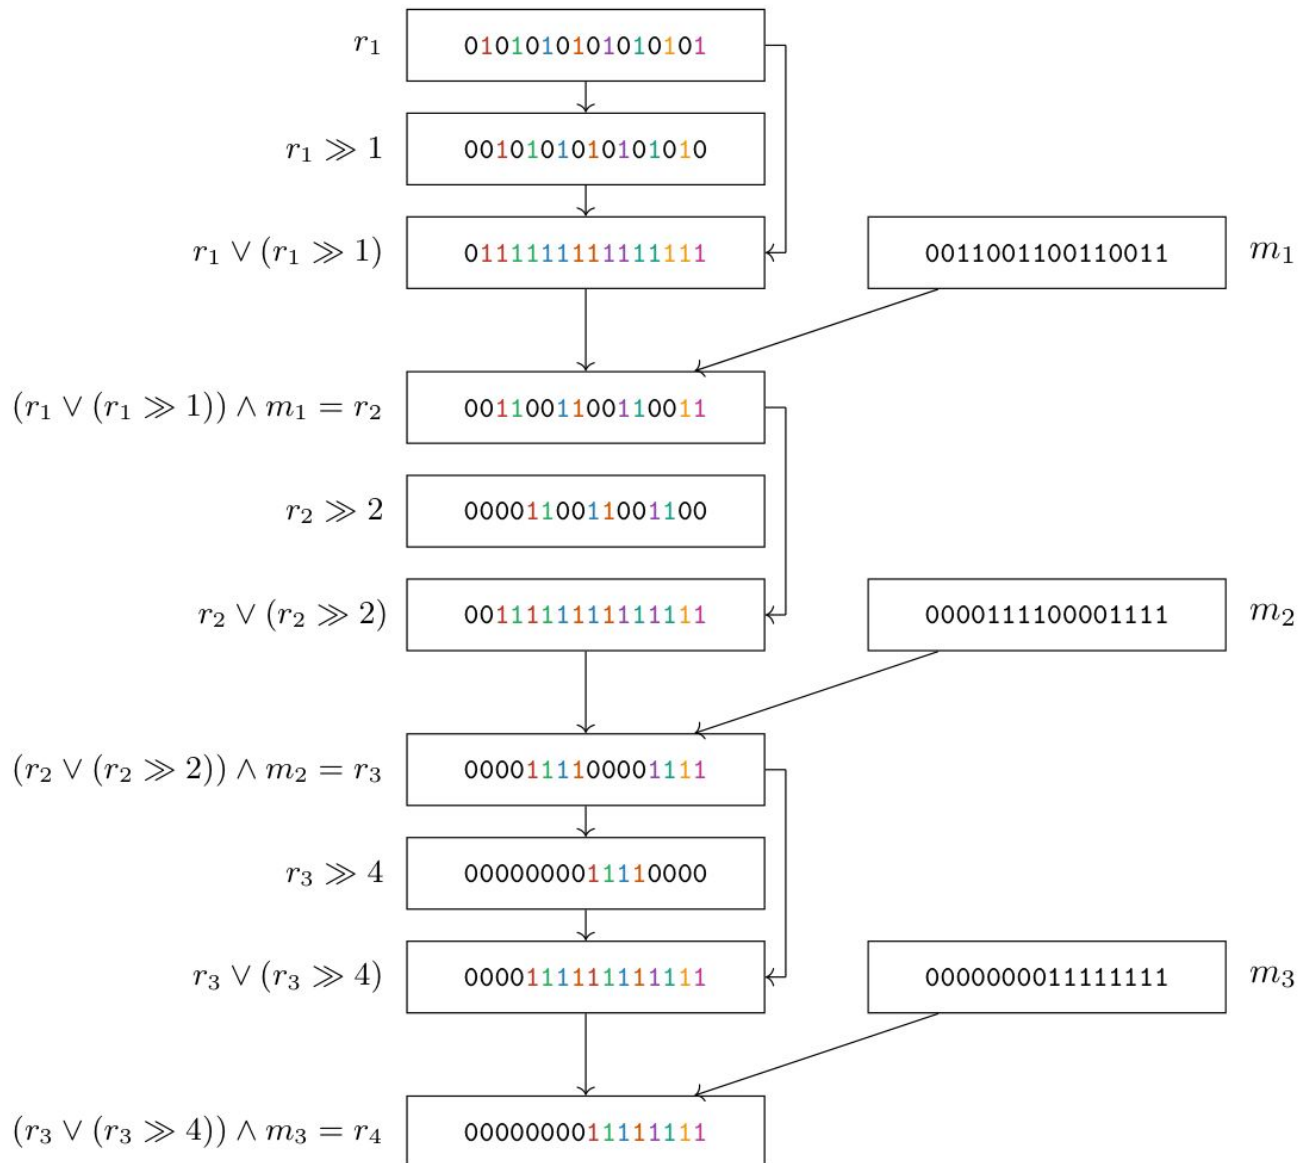 r₁ 0101010101010101
r₁ ≫ 1 0010101010101010
r₁ ∨ (r₁ ≫ 1) 0111111111111111 0011001100110011 m₁
(r₁ ∨ (r₁ ≫ 1)) ∧ m₁ = r₂ 0011001100110011
r₂ ≫ 2 0000110011001100
r₂ ∨ (r₂ ≫ 2) 0011111111111111 0000111100001111 m₂
(r₂ ∨ (r₂ ≫ 2)) ∧ m₂ = r₃ 0000111100001111
r₃ ≫ 4 0000000011110000
r₃ ∨ (r₃ ≫ 4) 0000111111111111 0000000011111111 m₃
(r₃ ∨ (r₃ ≫ 4)) ∧ m₃ = r₄ 0000000011111111